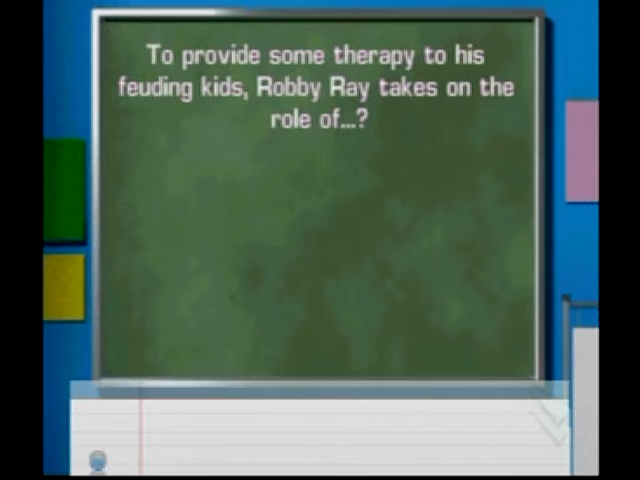 To provide some therapy to his
feuding kids, Robby Ray takes on the
role of...?